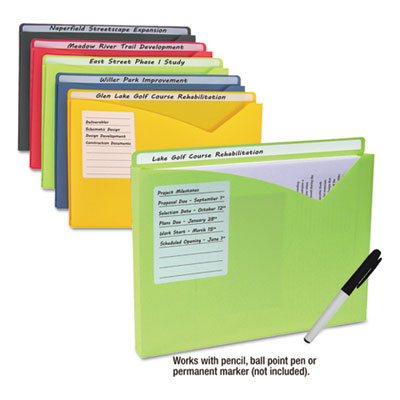 Naperfield Streetscape Expansion
Meadow River Trail Development
East Street Phase 1 Study
Willer Park Improvement
Glen Lake Golf Course Rehabilitation
Deliverables
Schematic Design
Design Development
Construction Documents
Lake Golf Course Rehabilitation
Project Milestones
Proposal Due - September 1st
Selection Date - October 12th
Plans Due - January 28th
Work Start - March 15th
Scheduled Opening - June 1st
Works with pencil, ball point pen or
permanent marker (not included).